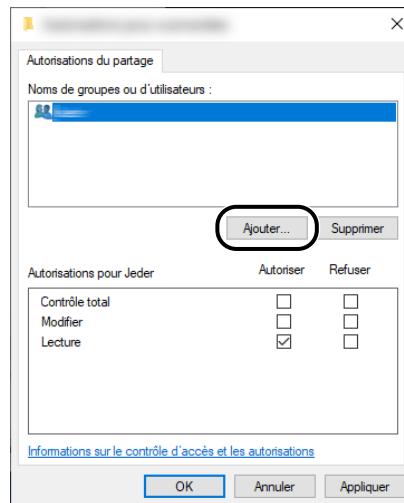 Autorisations du partage
Noms de groupes ou d'utilisateurs :
Ajouter... Supprimer
Autorisations pour Jeder Autoriser Refuser
Contrôle total
Modifier
Lecture
Informations sur le contrôle d'accès et les autorisations
OK Annuler Appliquer